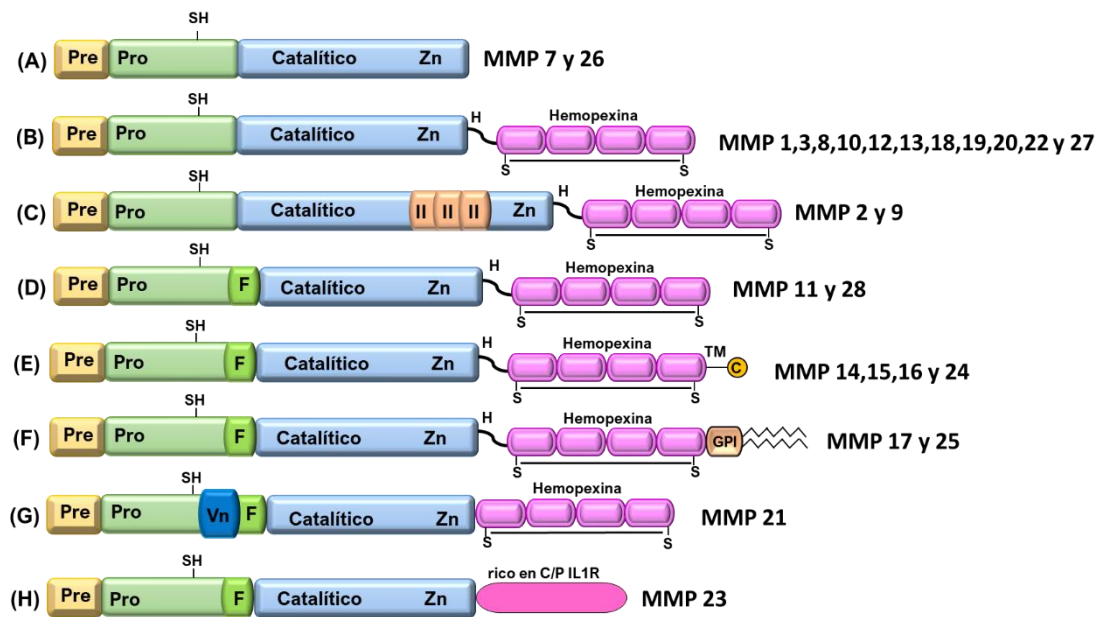 SH
(A) Pre Pro Catalítico Zn MMP 7 y 26
SH
H Hemopexina
(B) Pre Pro Catalítico Zn MMP 1,3,8,10,12,13,18,19,20,22 y 27
S S
SH
H Hemopexina
(C) Pre Pro Catalítico II II II Zn MMP 2 y 9
S S
SH
H Hemopexina
(D) Pre Pro F Catalítico Zn MMP 11 y 28
S S
SH
H Hemopexina TM
(E) Pre Pro F Catalítico Zn C MMP 14,15,16 y 24
S S
SH
H Hemopexina
(F) Pre Pro F Catalítico Zn GPI MMP 17 y 25
S S
SH
Hemopexina
(G) Pre Pro Vn F Catalítico Zn MMP 21
S S
SH
rico en C/P IL1R
(H) Pre Pro F Catalítico Zn MMP 23